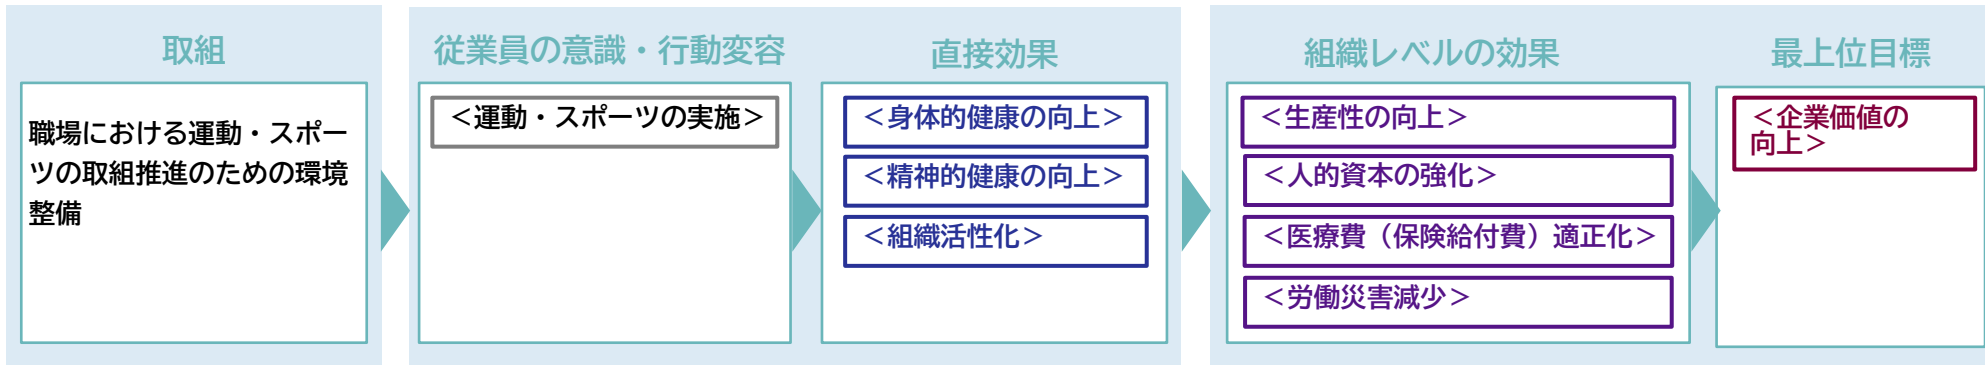 取組
職場における運動・スポー
ツの取組推進のための環境
整備
従業員の意識・行動変容
＜運動・スポーツの実施＞
直接効果
＜身体的健康の向上＞
＜精神的健康の向上＞
＜組織活性化＞
組織レベルの効果
＜生産性の向上＞
＜人的資本の強化＞
＜医療費（保険給付費）適正化＞
＜労働災害減少＞
最上位目標
＜企業価値の
向上＞